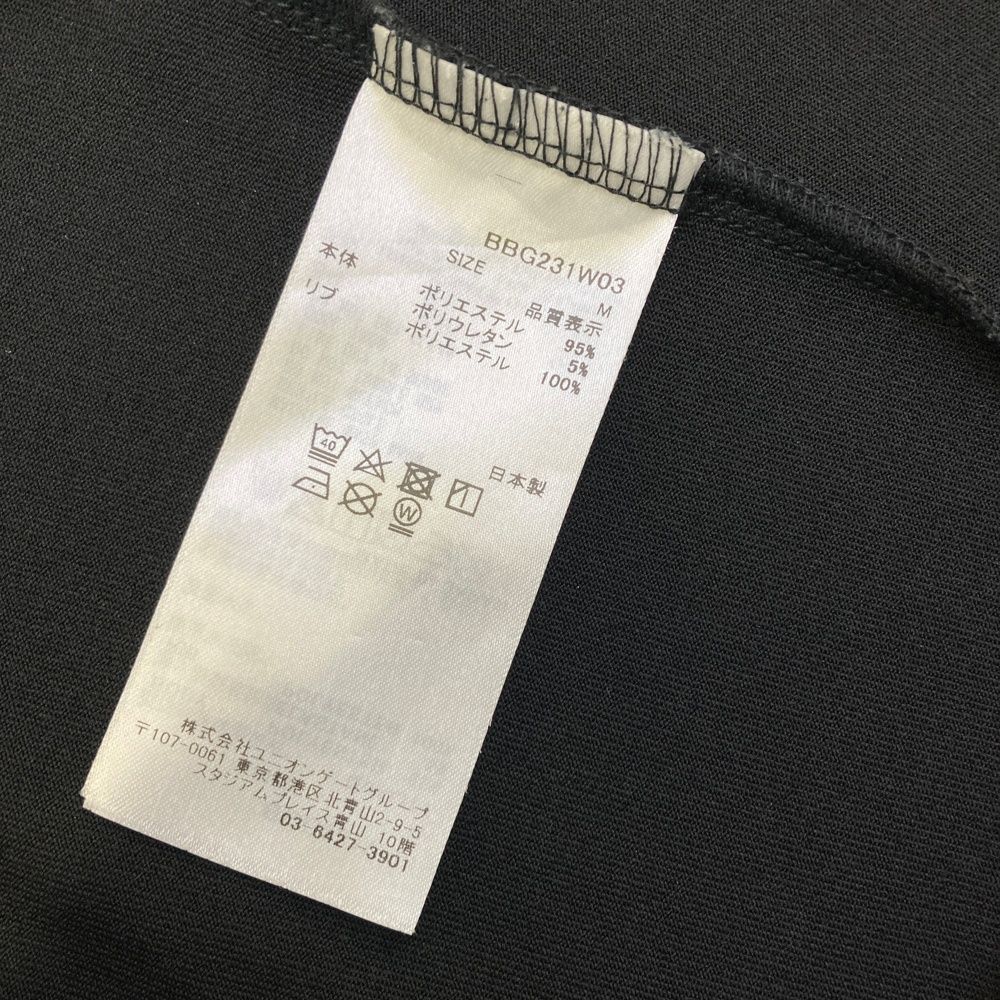 BBG231W03
SIZE M
品質表示
本体 ポリエステル 95%
ポリウレタン 5%
リブ ポリエステル 100%
40
W
日本製
株式会社ユニオンゲートグループ
〒107-0061 東京都港区北青山2-9-5
スタジアムプレイス青山 10階
03-6427-3901